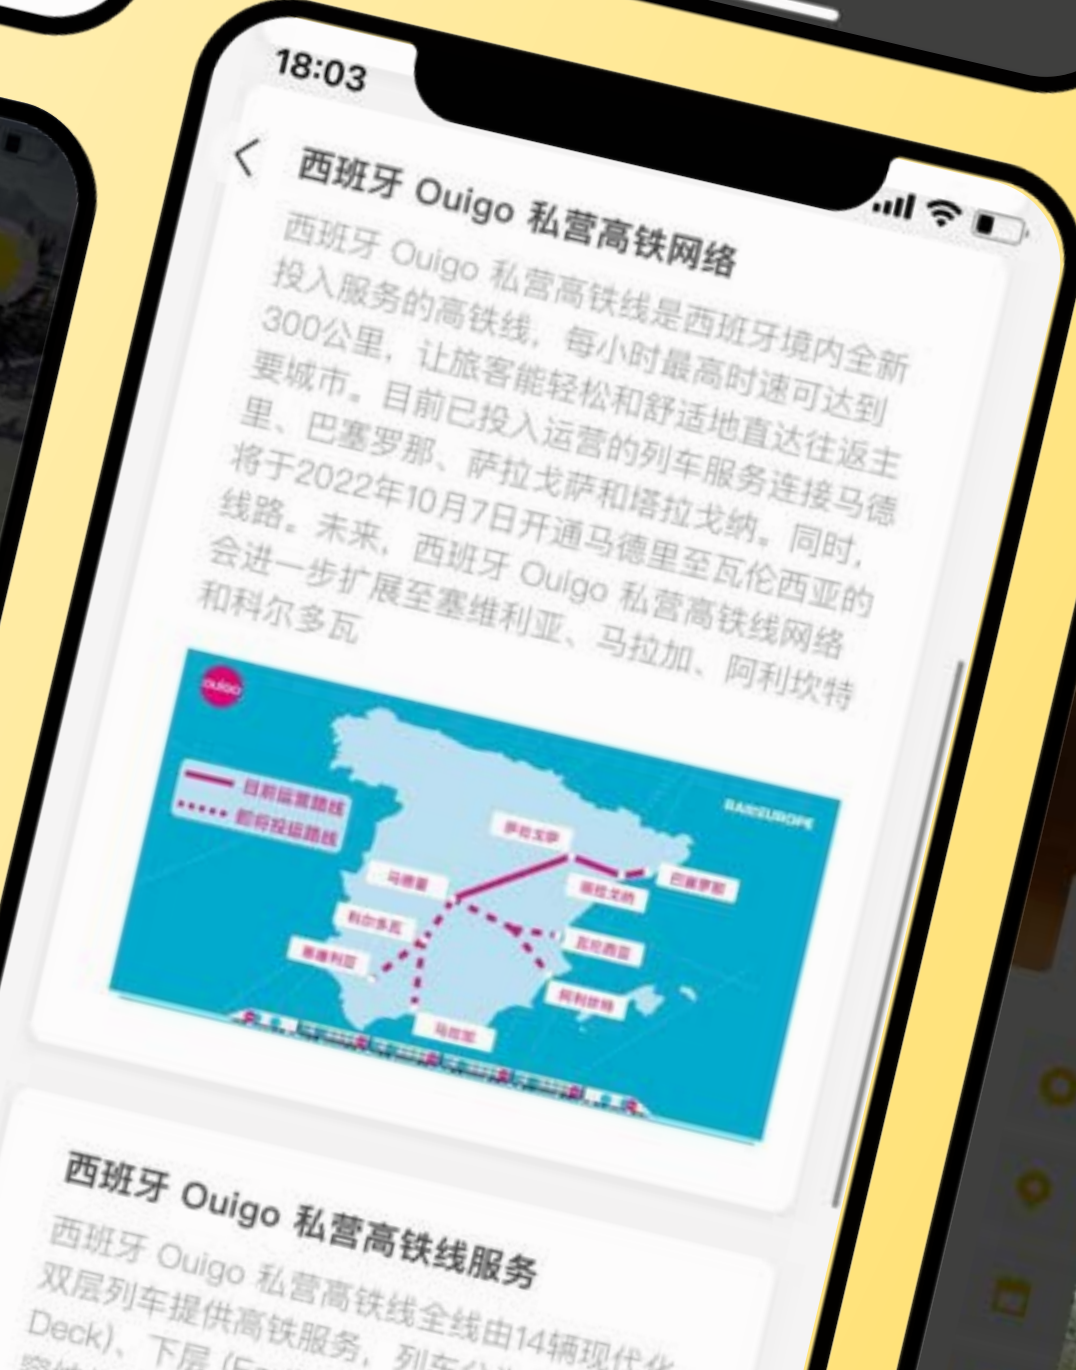 18:03
西班牙 Ouigo 私营高铁网络
西班牙 Ouigo 私营高铁线是西班牙境内全新
投入服务的高铁线，每小时最高时速可达到
300公里，让旅客能轻松和舒适地直达往返主
要城市。目前已投入运营的列车服务连接马德
里、巴塞罗那、萨拉戈萨和塔拉戈纳。同时，
将于2022年10月7日开通马德里至瓦伦西亚的
线路。未来，西班牙 Ouigo 私营高铁线网络
会进一步扩展至塞维利亚、马拉加、阿利坎特
和科尔多瓦
ouigo
RAILEUROPE
目前运营路线
即将投运路线
萨拉戈萨
巴塞罗那
马德里
塔拉戈纳
科尔多瓦
瓦伦西亚
塞维利亚
阿利坎特
马拉加
西班牙 Ouigo 私营高铁线服务
西班牙 Ouigo 私营高铁线全线由14辆现代化
双层列车提供高铁服务，列车分
Deck)、下层